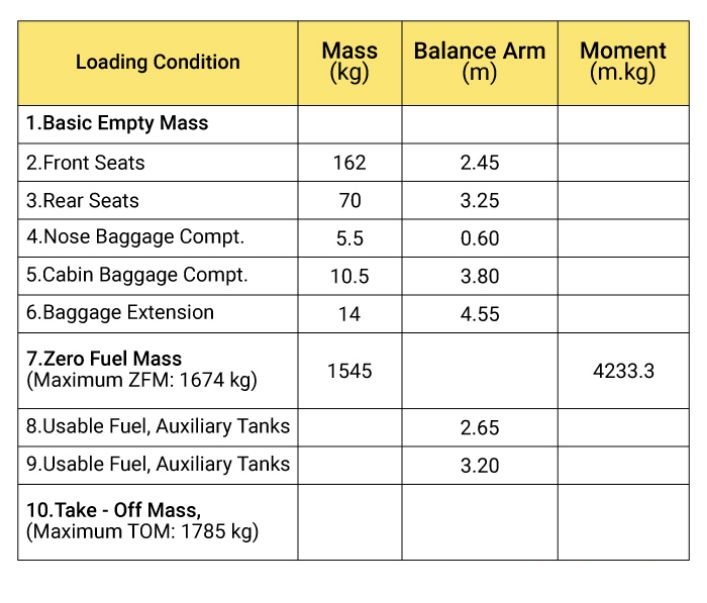 Loading Condition Mass (kg) Balance Arm (m) Moment (m.kg)
1.Basic Empty Mass
2.Front Seats 162 2.45
3.Rear Seats 70 3.25
4.Nose Baggage Compt. 5.5 0.60
5.Cabin Baggage Compt. 10.5 3.80
6.Baggage Extension 14 4.55
7.Zero Fuel Mass
(Maximum ZFM: 1674 kg) 1545 4233.3
8.Usable Fuel, Auxiliary Tanks 2.65
9.Usable Fuel, Auxiliary Tanks 3.20
10.Take - Off Mass,
(Maximum TOM: 1785 kg)